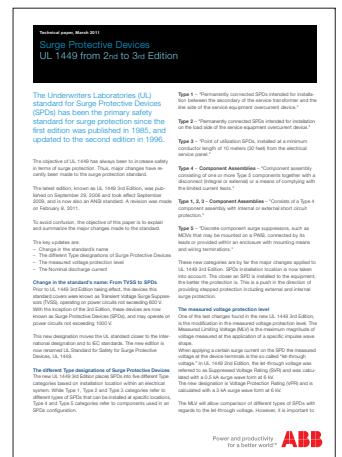 Technical paper, March 2011
Surge Protective Devices
UL 1449 from 2nd to 3rd Edition
The Underwriters Laboratories (UL)
standard for Surge Protective Devices
(SPDs) has been the primary safety
standard for surge protection since the
first edition was published in 1985, and
updated to the second edition in 1996.
The objective of UL 1449 has always been to increase safety
in terms of surge protection. Thus, major changes have re-
cently been made to the surge protection standard.
The latest edition, known as UL 1449 3rd Edition, was pub-
lished on September 29, 2006 and took effect September
2009, and is now also an ANSI standard. A revision was made
on February 8, 2011.
To avoid confusion, the objective of this paper is to explain
and summarize the major changes made to the standard.
The key updates are:
– Change in the standard's name
– The different Type designations of Surge Protective Devices
– The measured voltage protection level
– The Nominal discharge current
Change in the standard's name: From TVSS to SPDs
Prior to UL 1449 3rd Edition taking effect, the devices this
standard covers were known as Transient Voltage Surge Suppres-
sors (TVSS), operating on power circuits not exceeding 600 V.
With the inception of the 3rd Edition, these devices are now
known as Surge Protective Devices (SPDs), and may operate on
power circuits not exceeding 1000 V.
This new designation moves the UL standard closer to the Inter-
national designation and to IEC standards. The new edition is
now renamed UL Standard for Safety for Surge Protective
Devices, UL 1449.
The different Type designations of Surge Protective Devices
The new UL 1449 3rd Edition places SPDs into five different Type
categories based on installation location within an electrical
system. While Type 1, Type 2 and Type 3 categories refer to
different types of SPDs that can be installed at specific locations,
Type 4 and Type 5 categories refer to components used in an
SPDs configuration.
Type 1 – "Permanently connected SPDs intended for installa-
tion between the secondary of the service transformer and the
line side of the service equipment overcurrent device."
Type 2 – "Permanently connected SPDs intended for installation
on the load side of the service equipment overcurrent device."
Type 3 – "Point of utilization SPDs, installed at a minimum
conductor length of 10 meters (30 feet) from the electrical
service panel."
Type 4 – Component Assemblies – "Component assembly
consisting of one or more Type 5 components together with a
disconnect (integral or external) or a means of complying with
the limited current tests."
Type 1, 2, 3 – Component Assemblies – "Consists of a Type 4
component assembly with internal or external short circuit
protection."
Type 5 – "Discrete component surge suppressors, such as
MOVs that may be mounted on a PWB, connected by its
leads or provided within an enclosure with mounting means
and wiring terminations."
These new categories are by far the major changes applied to
UL 1449 3rd Edition. SPDs installation location is now taken
into account. The closer an SPD is installed to the equipment,
the better the protection is. This is a push in the direction of
providing stepped protection including external and internal
surge protection.
The measured voltage protection level
One of the test changes found in the new UL 1449 3rd Edition,
is the modification in the measured voltage protection level. The
Measured Limiting Voltage (MLV) is the maximum magnitude of
voltage measured at the application of a specific impulse wave
shape.
When applying a certain surge current on the SPD the measured
voltage at the device terminals is the so called "let-through
voltage." In UL 1449 2nd Edition, the let-through voltage was
referred to as Suppressed Voltage Rating (SVR) and was calcu-
lated with a 0.5 kA surge wave form at 6 kV.
The new designation is Voltage Protection Rating (VPR) and is
calculated with a 3 kA surge wave form at 6 kV.
The MLV will allow comparison of different types of SPDs with
regards to the let-through voltage. However, it is important to
Power and productivity
for a better world™
ABB